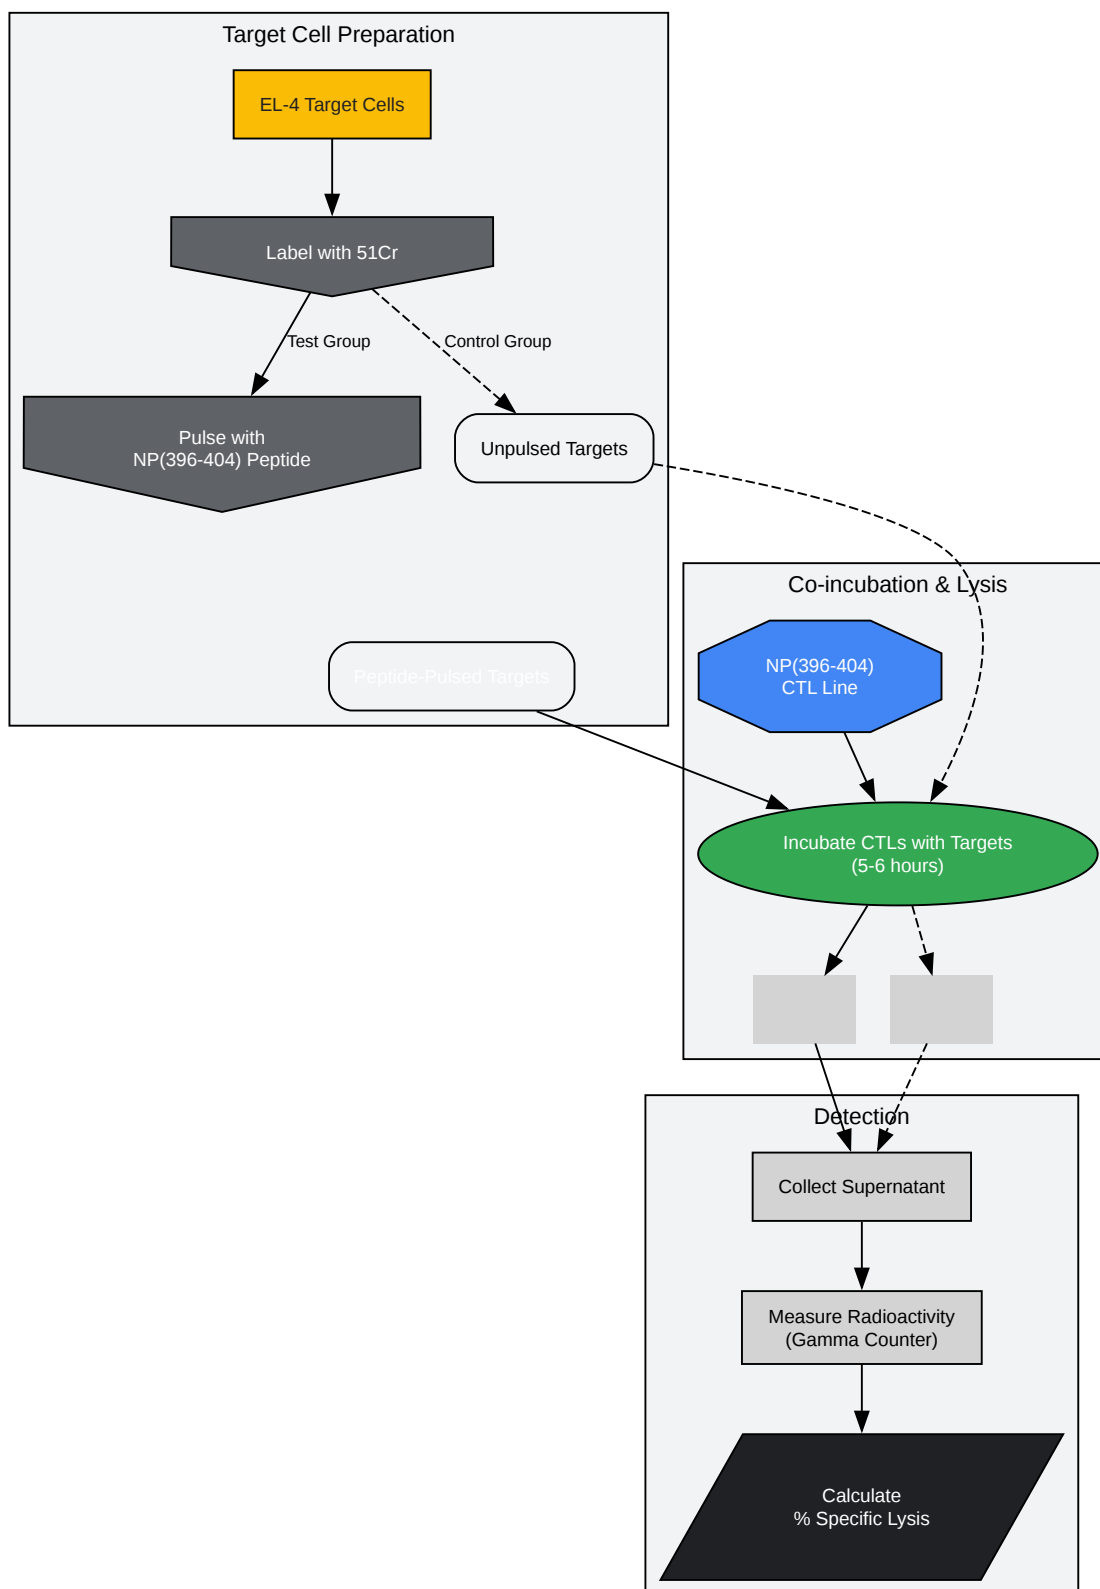 Target Cell Preparation
EL-4 Target Cells
Label with 51Cr
Test Group
Control Group
Pulse with
NP(396-404) Peptide
Unpulsed Targets
Peptide-Pulsed Targets
Co-incubation & Lysis
NP(396-404)
CTL Line
Incubate CTLs with Targets
(5-6 hours)
Detection
Collect Supernatant
Measure Radioactivity
(Gamma Counter)
Calculate
% Specific Lysis